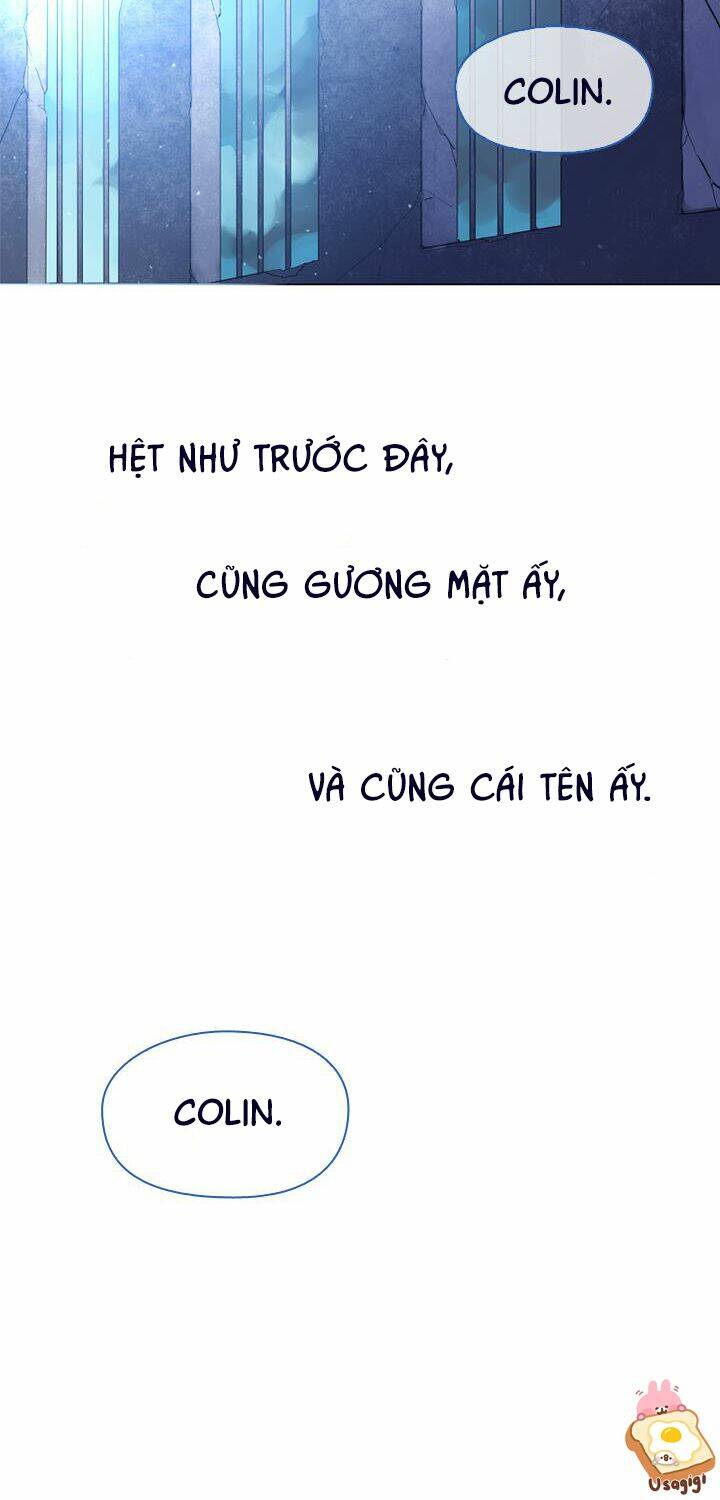 COLIN.
HỆT NHƯ TRƯỚC ĐÂY,
CŨNG GƯƠNG MẶT ẤY,
VÀ CŨNG CÁI TÊN ẤY.
COLIN.
Usagigi